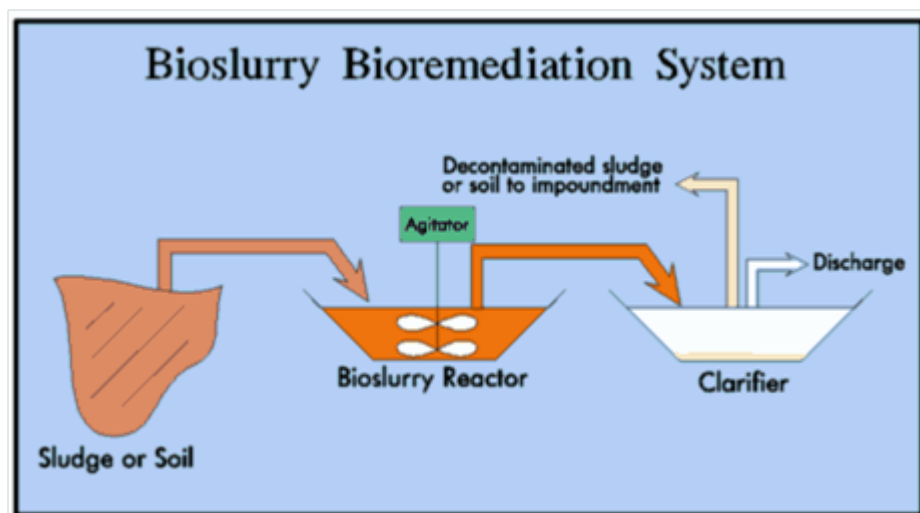 Bioslurry Bioremediation System
Decontaminated sludge
or soil to impoundment
Agitator
Discharge
Bioslurry Reactor
Clarifier
Sludge or Soil